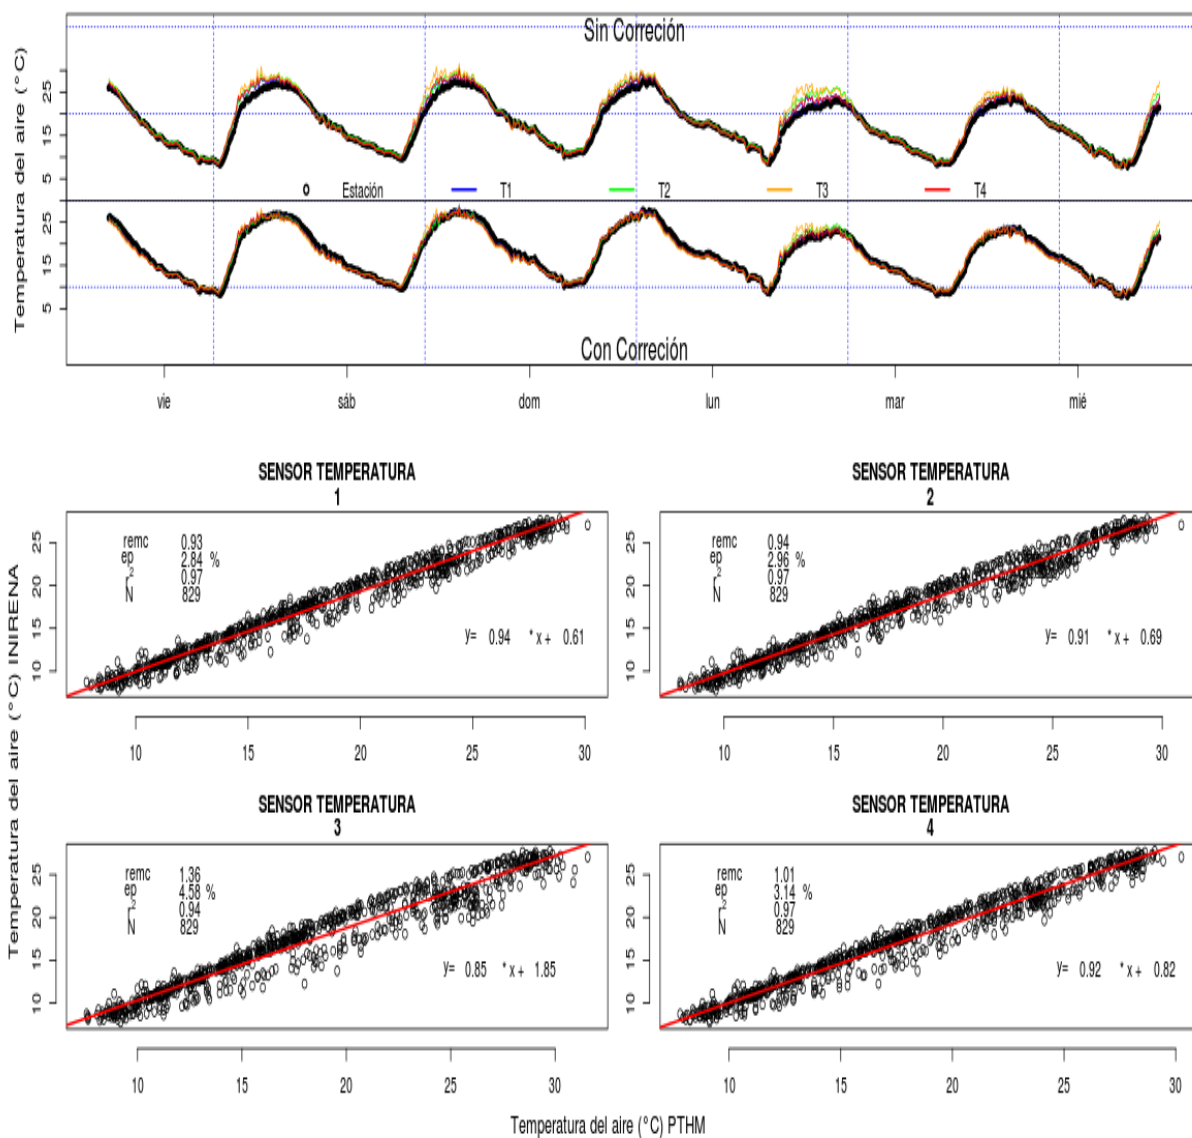 Sin Correción
Temperatura del aire (°C)
5 15 25
Estación T1 T2 T3 T4
5 15 25
Con Correción
vie sáb dom lun mar mié
Temperatura del aire (°C) INIRENA
SENSOR TEMPERATURA
1
remc 0.93
ep 2.84 %
r2 0.97
N 829
y= 0.94 * x + 0.61
10 15 20 25
10 15 20 25 30
SENSOR TEMPERATURA
2
remc 0.94
ep 2.96 %
r2 0.97
N 829
y= 0.91 * x + 0.69
10 15 20 25
10 15 20 25 30
SENSOR TEMPERATURA
3
remc 1.36
ep 4.58 %
r2 0.94
N 829
y= 0.85 * x + 1.85
10 15 20 25
10 15 20 25 30
SENSOR TEMPERATURA
4
remc 1.01
ep 3.14 %
r2 0.97
N 829
y= 0.92 * x + 0.82
10 15 20 25
10 15 20 25 30
Temperatura del aire (°C) PTHM